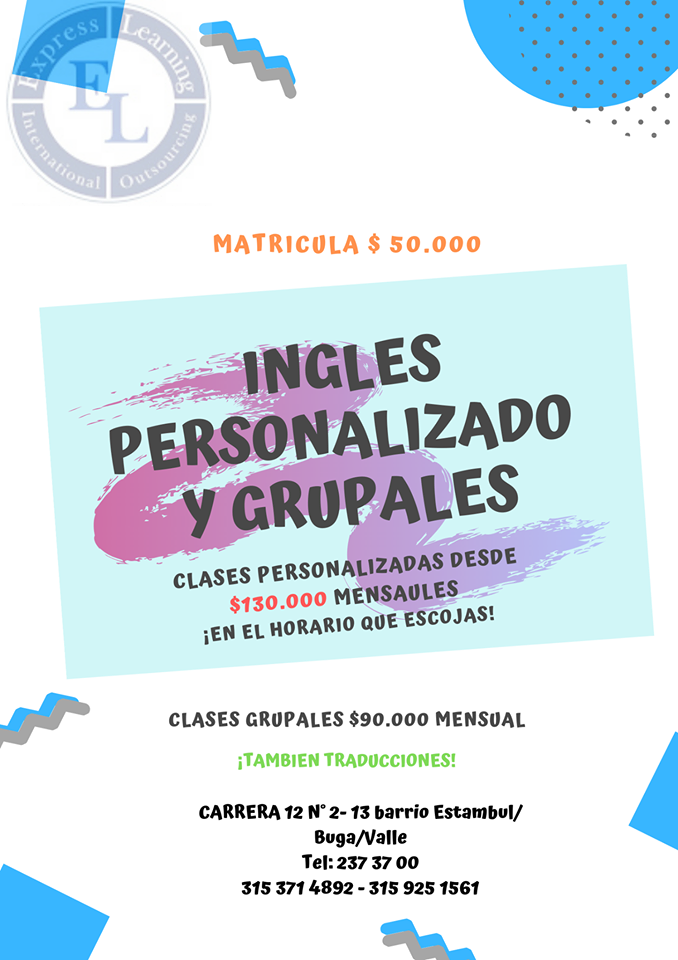 Express Learning
International Outsourcing
EL
MATRICULA $ 50.000
INGLES
PERSONALIZADO
Y GRUPALES
CLASES PERSONALIZADAS DESDE
$130.000 MENSAULES
¡EN EL HORARIO QUE ESCOJAS!
CLASES GRUPALES $90.000 MENSUAL
¡TAMBIEN TRADUCCIONES!
CARRERA 12 N° 2- 13 barrio Estambul/
Buga/Valle
Tel: 237 37 00
315 371 4892 - 315 925 1561